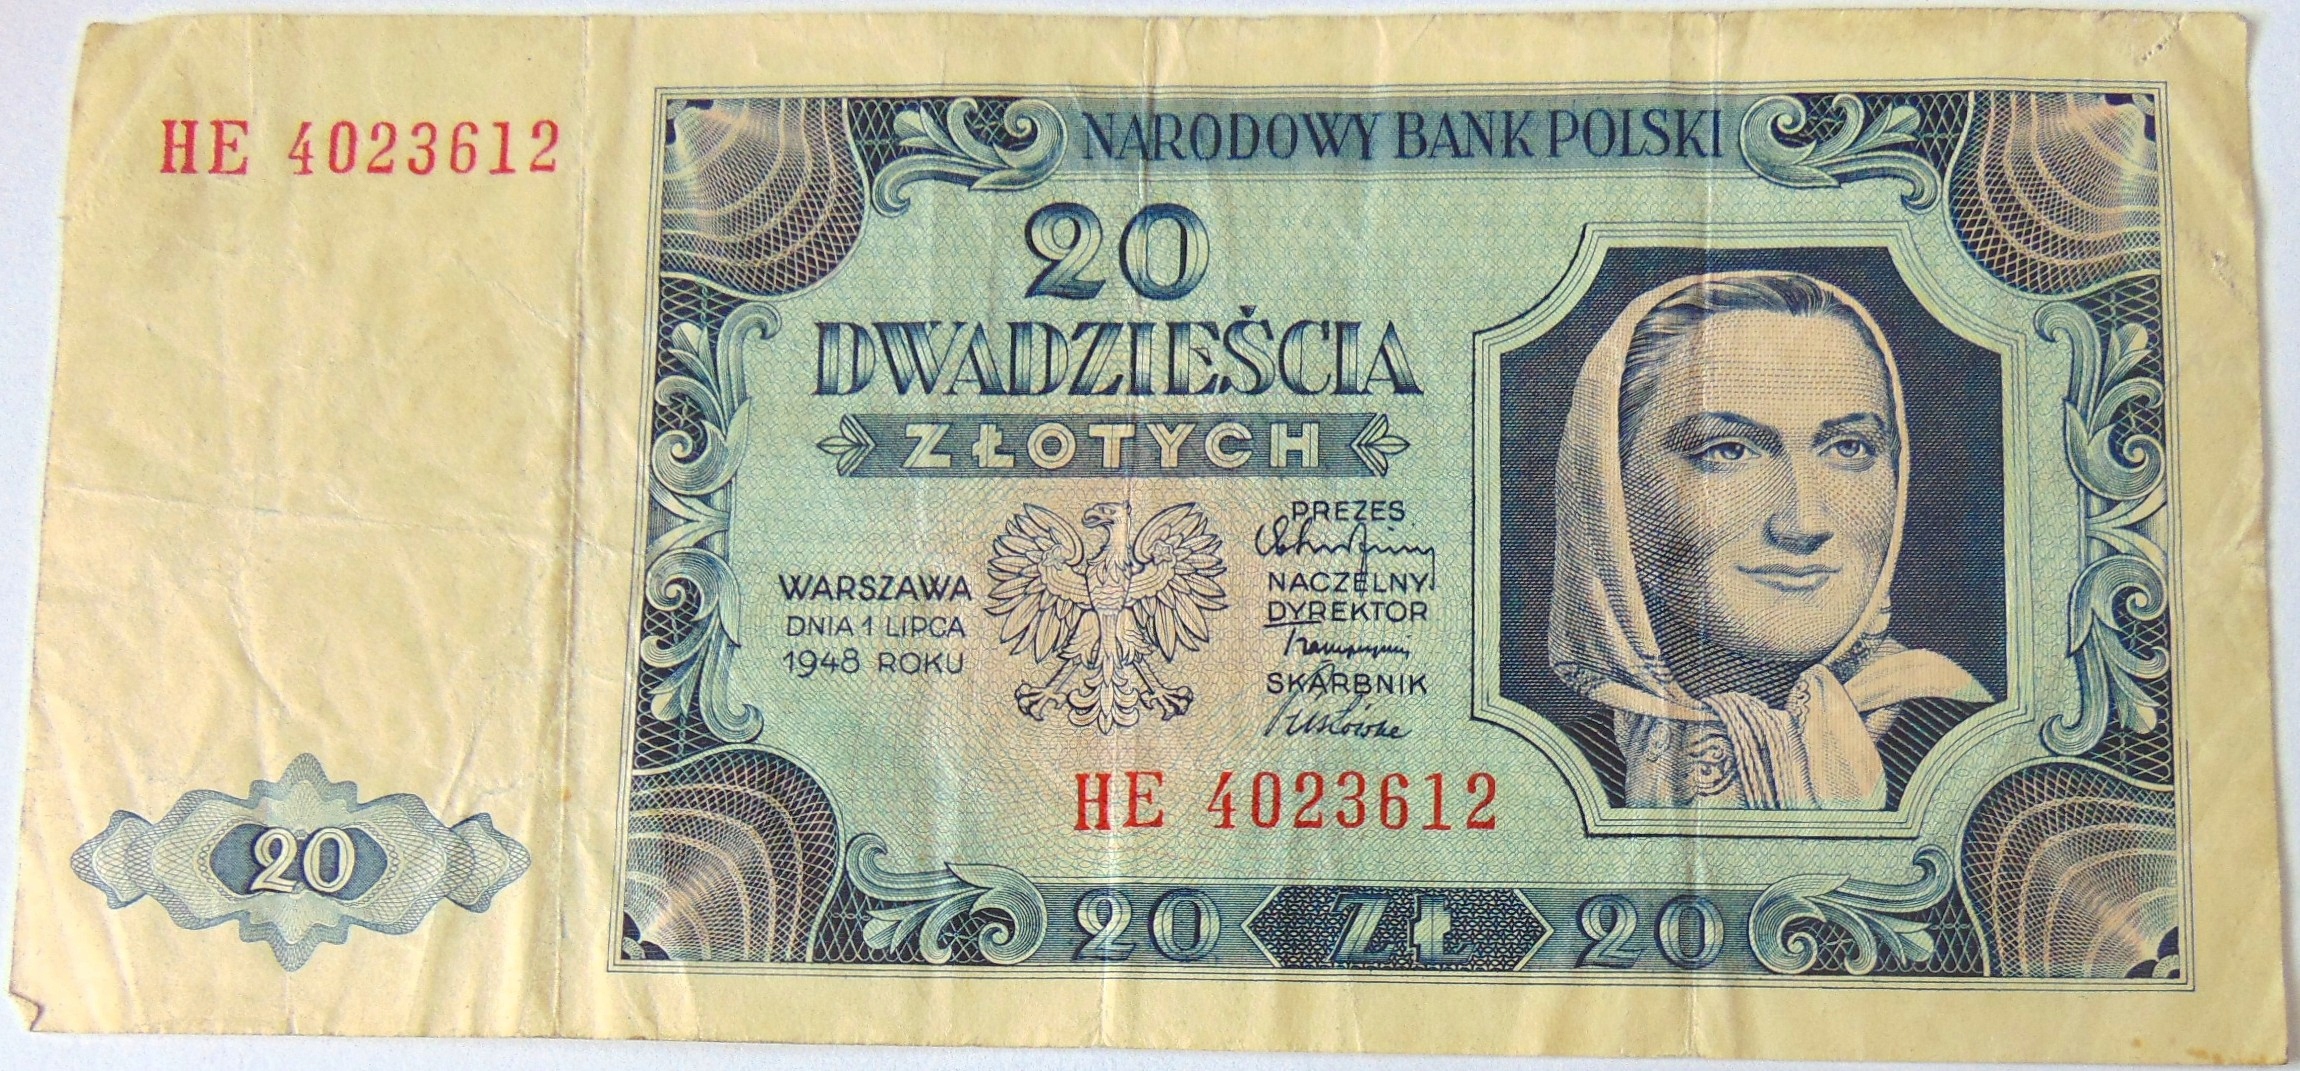 HE 4023612
NARODOWY BANK POLSKI
20
DWADZIEŚCIA
ZŁOTYCH
WARSZAWA
DNIA 1 LIPCA
1948 ROKU
PREZES
NACZELNY
DYREKTOR
SKARBNIK
HE 4023612
20
20 ZŁ 20